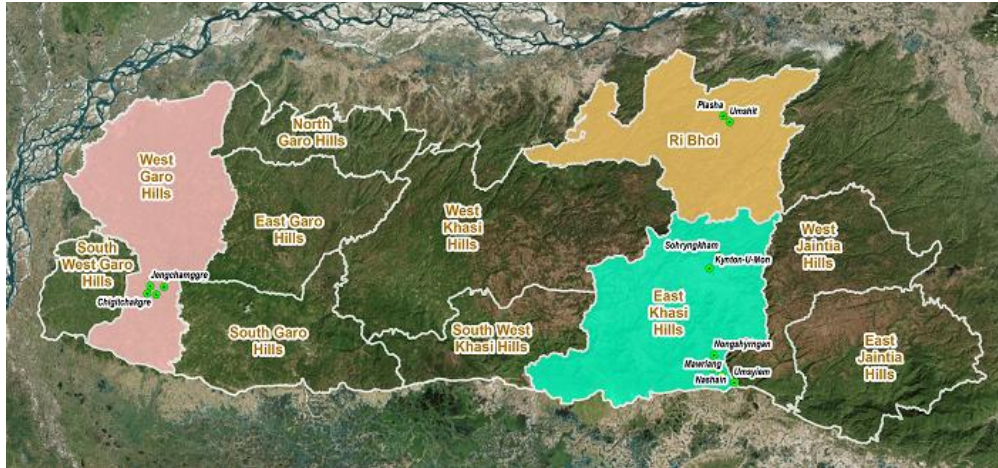 Plasha
Umshit
North
Garo Hills
Ri Bhoi
West
Garo
Hills
East Garo
Hills
West
Khasi
Hills
West
Jaintia
Hills
South
West Garo
Hills
Sohryngkham
Kynton-U-Mon
Jengchamggre
Chigitchakgre
East
Khasi
Hills
South Garo
Hills
South West
Khasi Hills
Nongshyrngan
Mawriang
Umsyiem
Nashain
East
Jaintia
Hills